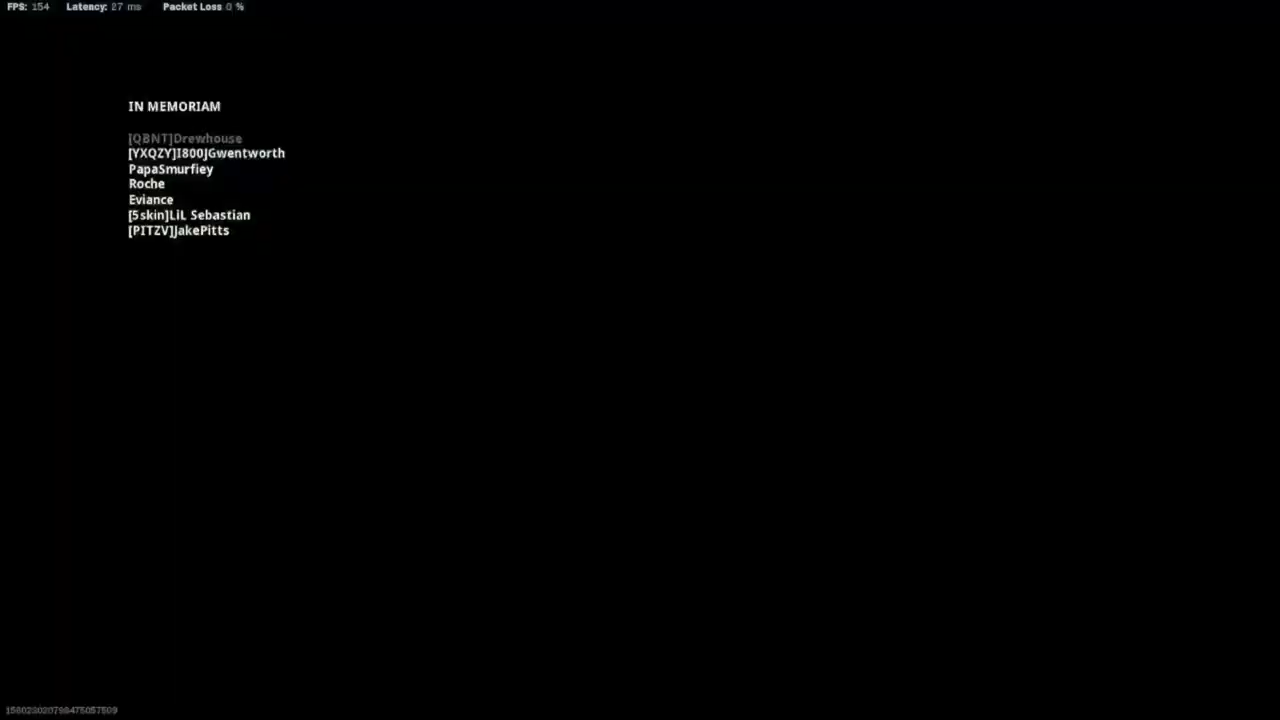 FPS: 154 Latency: 27 ms Packet Loss 0 %
IN MEMORIAM
[QBNT]Drewhouse
[YXQZY]I800JGwentworth
PapaSmurfiey
Roche
Eviance
[5skin]LiL Sebastian
[PITZV]JakePitts